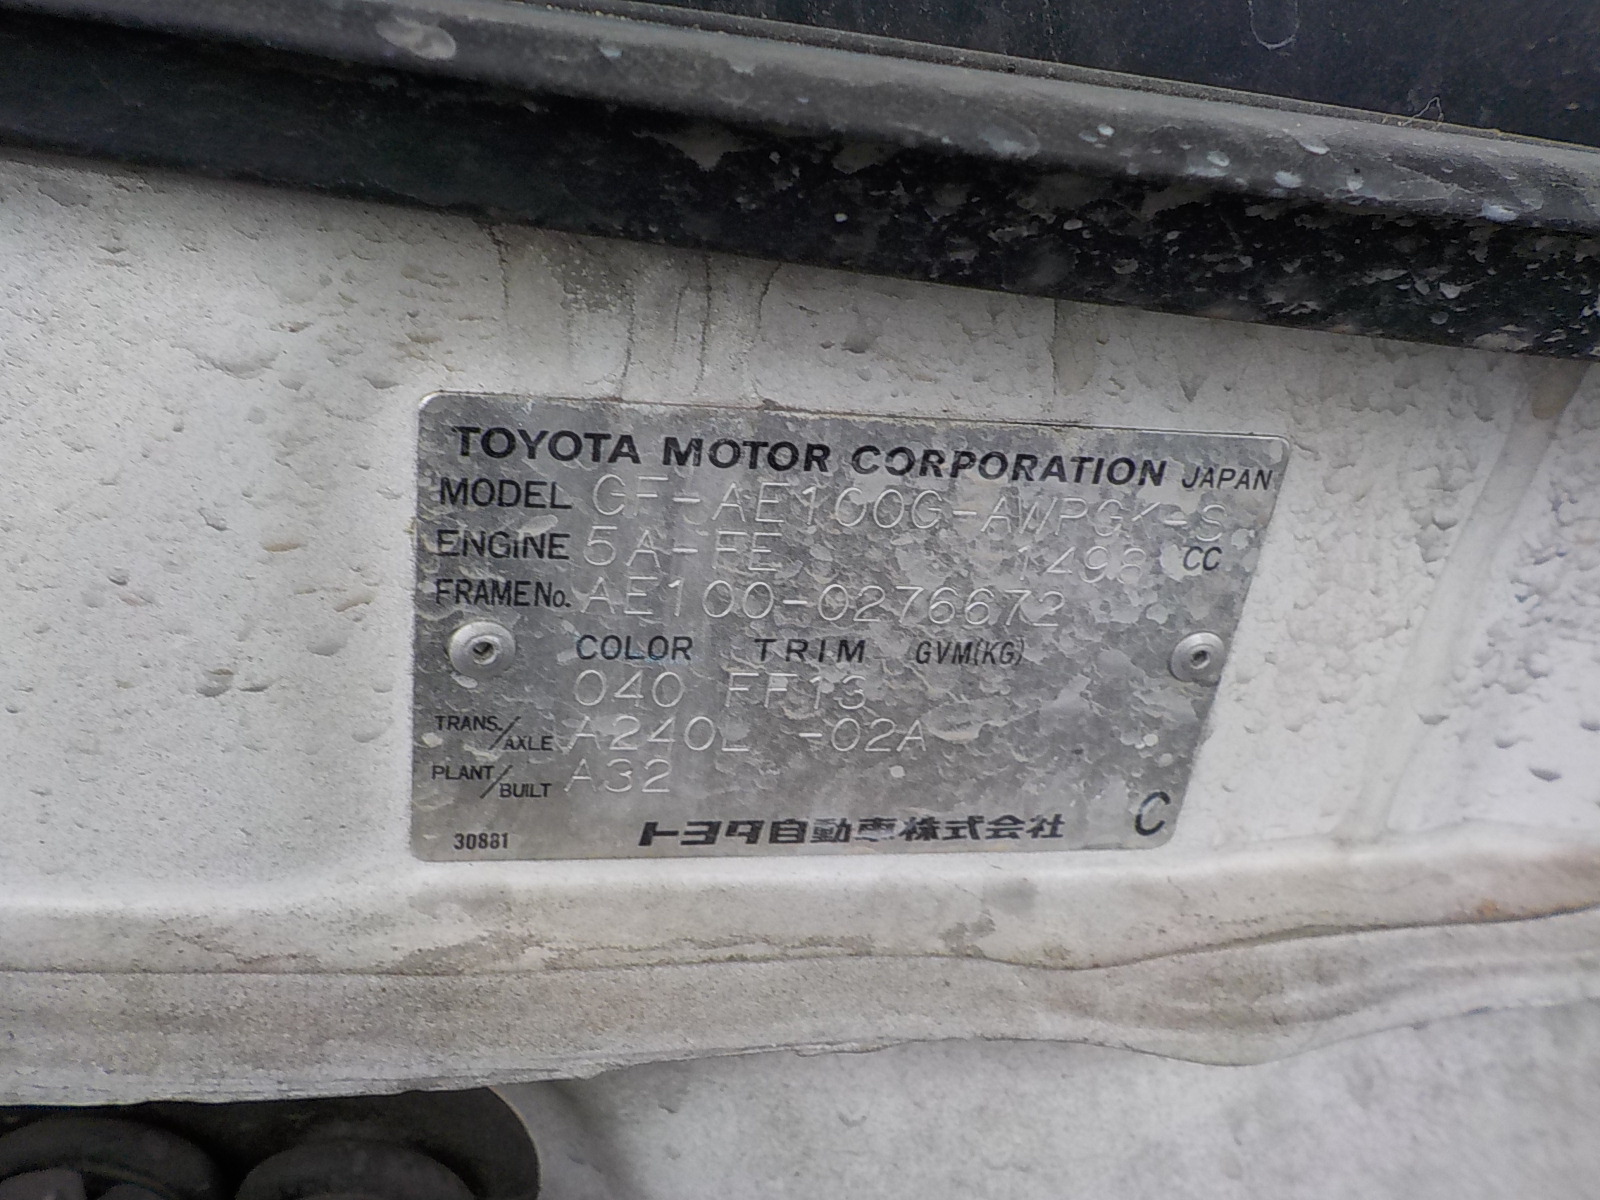 TOYOTA MOTOR CORPORATION JAPAN
MODEL GF-AE100G-AWPGK-S
ENGINE 5A-FE 1498 CC
FRAME No. AE100-0276672
COLOR TRIM GVM(KG)
040 FF13
TRANS./AXLE A240L -02A
PLANT/BUILT A32
30881 トヨタ自動車株式会社 C